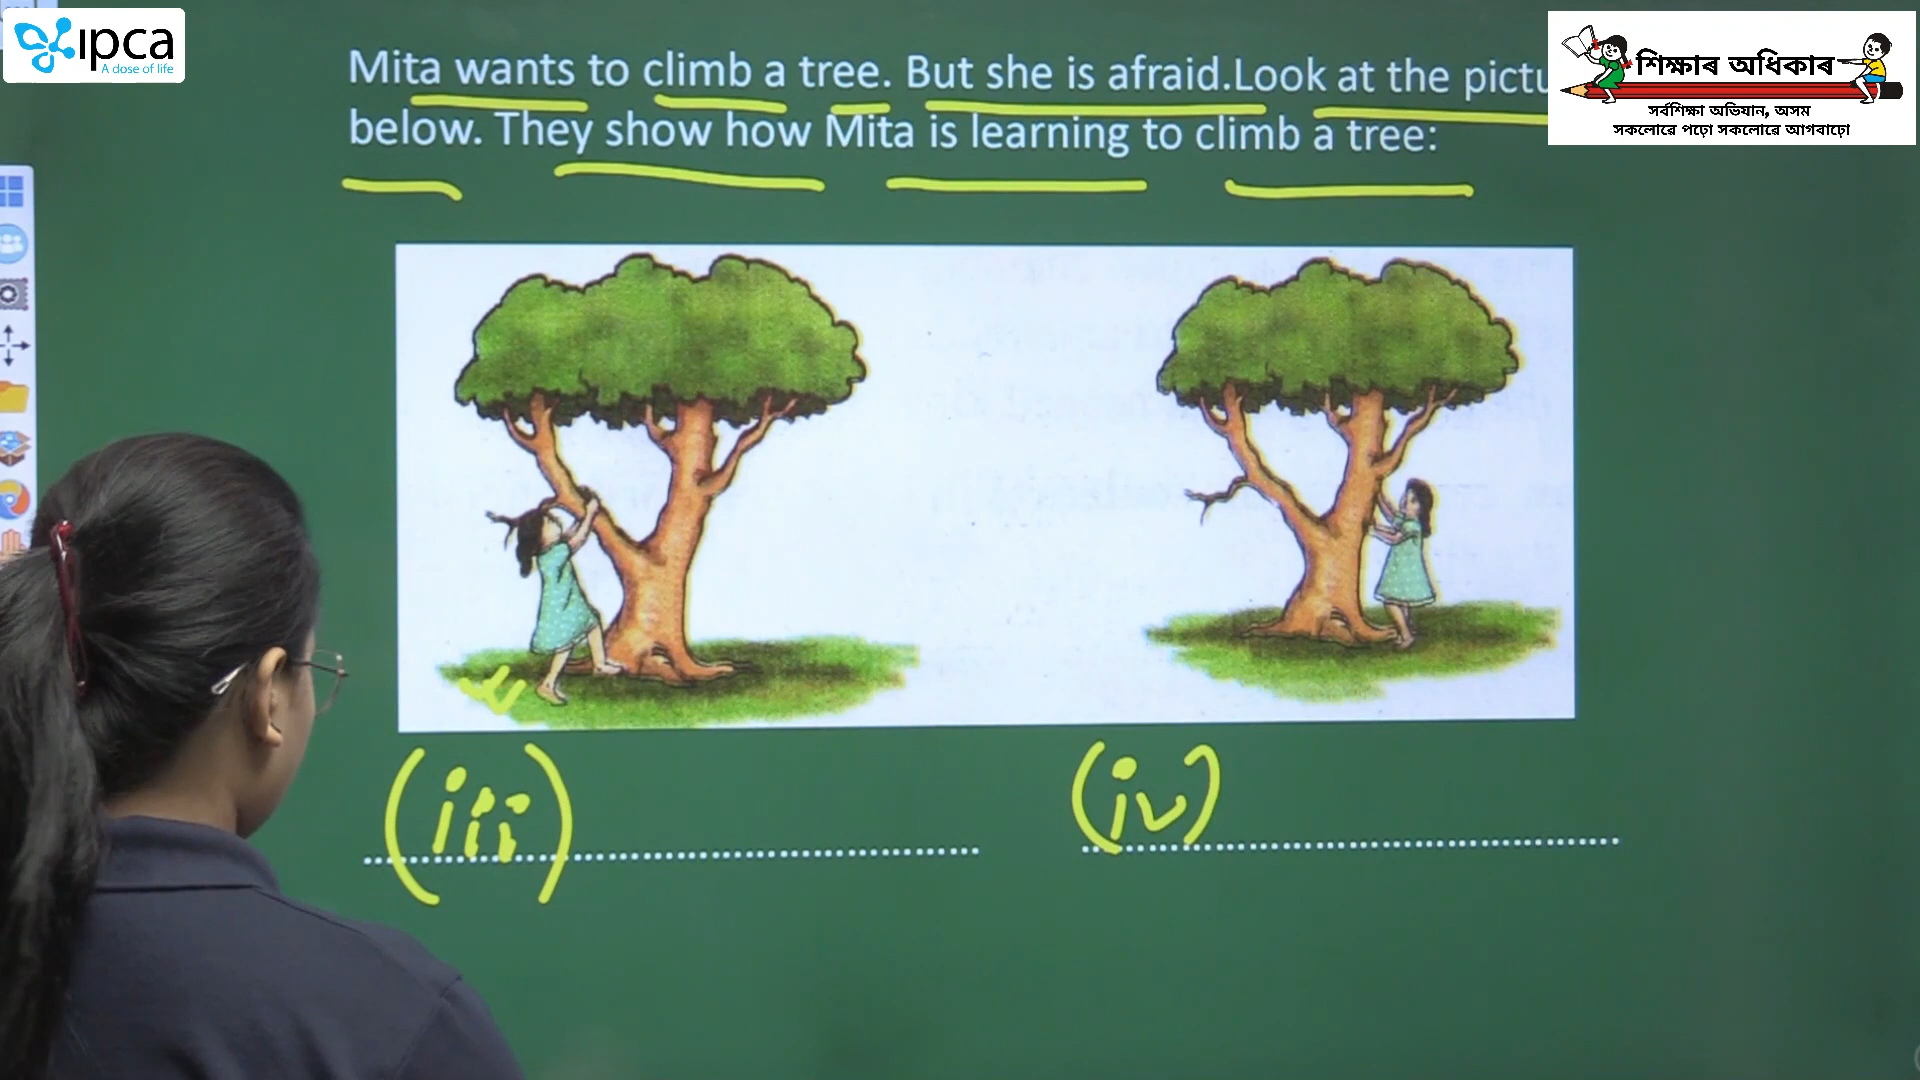 ipca
A dose of life
শিক্ষাৰ অধিকাৰ
সৰ্বশিক্ষা অভিযান, অসম
সকলোৱে পঢ়ো সকলোৱে আগবাঢ়ো
Mita wants to climb a tree. But she is afraid.Look at the pictu
below. They show how Mita is learning to climb a tree:
(iii)
(iv)